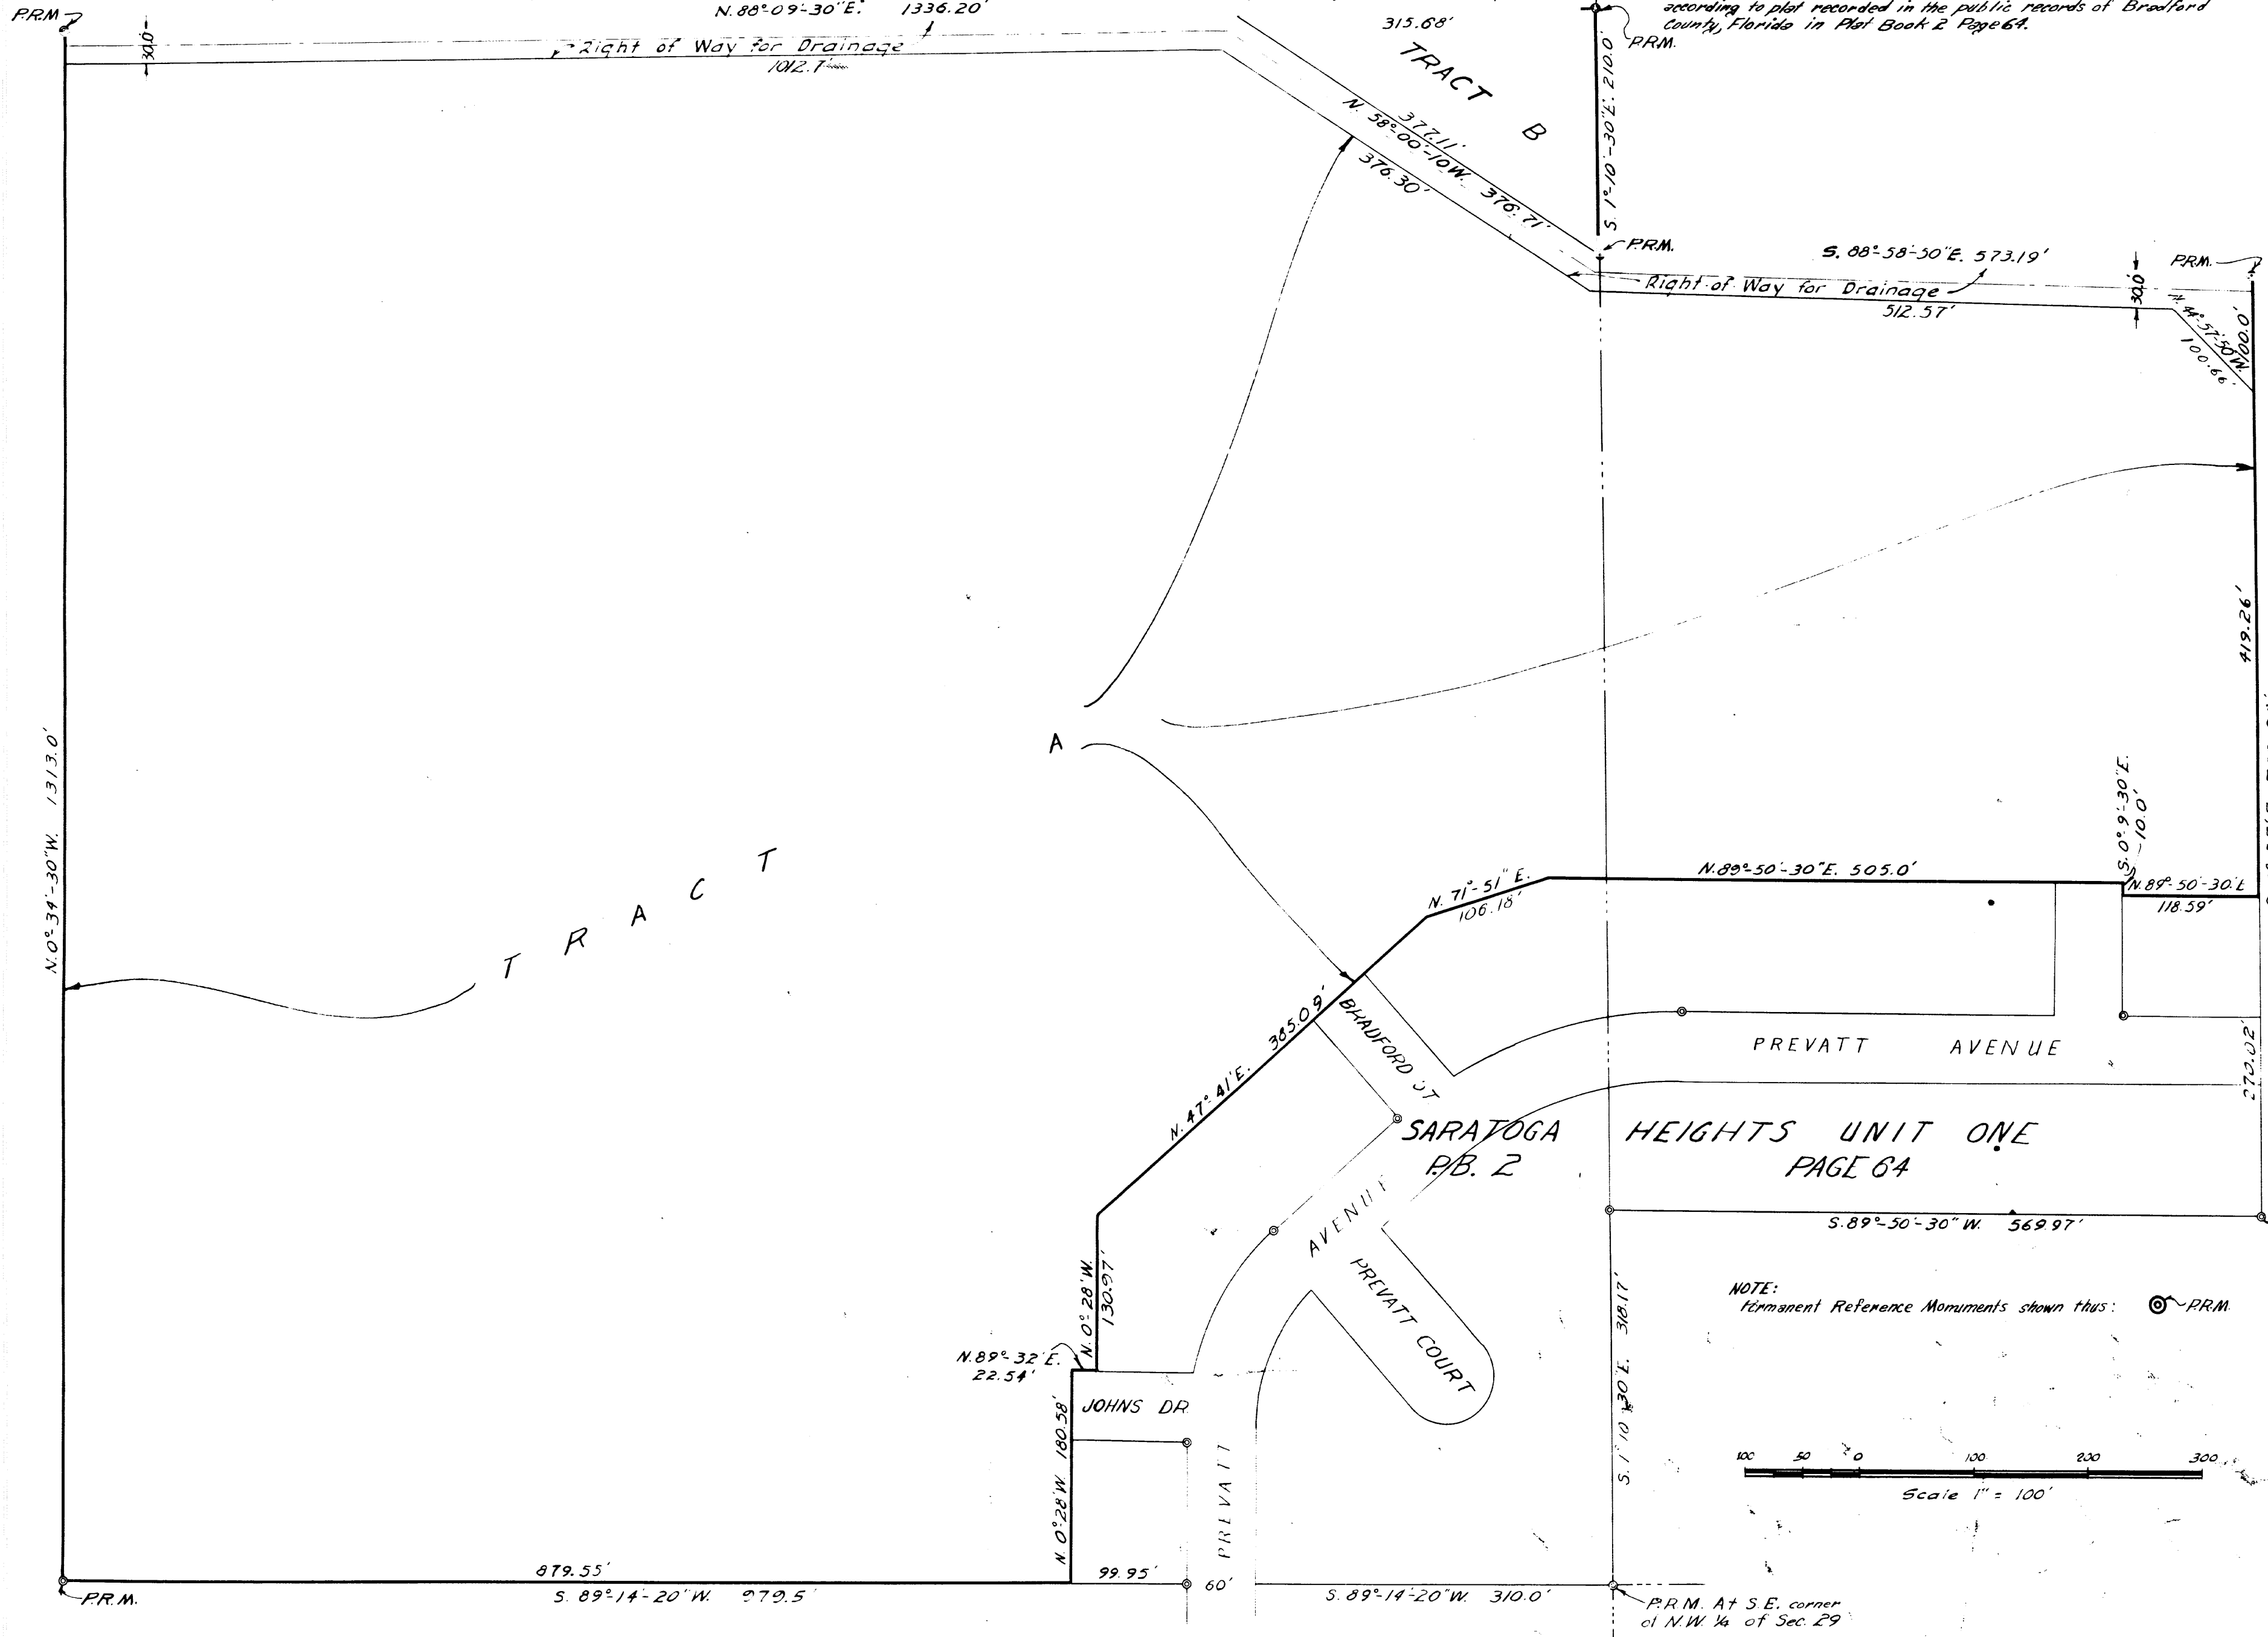 P.R.M.
N. 88°-09'-30"E. 1336.20'
30.0'
Right of Way for Drainage
1012.7'
315.68'
TRACT B
according to plat recorded in the public records of Bradford
County, Florida in Plat Book 2 Page 64.
P.R.M.
S. 1°-10'-30"E. 210.0'
377.11'
N. 58°-00'-10W. 376.71'
376.30'
P.R.M.
S. 88°-58'-50"E. 573.19'
P.R.M.
Right of Way for Drainage
30.0'
512.57'
44°-57'-50"W.
100.66'
100.0'
419.26'
A
N. 0°-34'-30"W. 1313.0'
TRACT
S. 0°-9'-30"E.
10.0'
N. 71°-51" E.
106.18'
N. 89°-50'-30"E. 505.0'
N. 89°-50'-30"E
118.59'
N. 47°-41'E. 385.09'
BRADFORD ST
PREVATT AVENUE
270.02'
SARATOGA HEIGHTS UNIT ONE
P.B. 2 PAGE 64
AVENUE
S. 89°-50'-30" W. 569.97'
PREVATT COURT
N. 0°-28'W.
130.97'
318.17'
NOTE:
Permanent Reference Monuments shown thus: P.R.M.
N. 89°-32'E.
22.54'
JOHNS DR.
N. 0°28'W. 180.58'
PREVATT
S. 1°10'30"E.
100 50 0 100 200 300
Scale 1" = 100'
879.55'
99.95'
60'
P.R.M.
S. 89°-14'-20"W. 979.5'
S. 89°-14'-20"W. 310.0'
P.R.M. At S.E. corner
of N.W. ¼ of Sec. 29